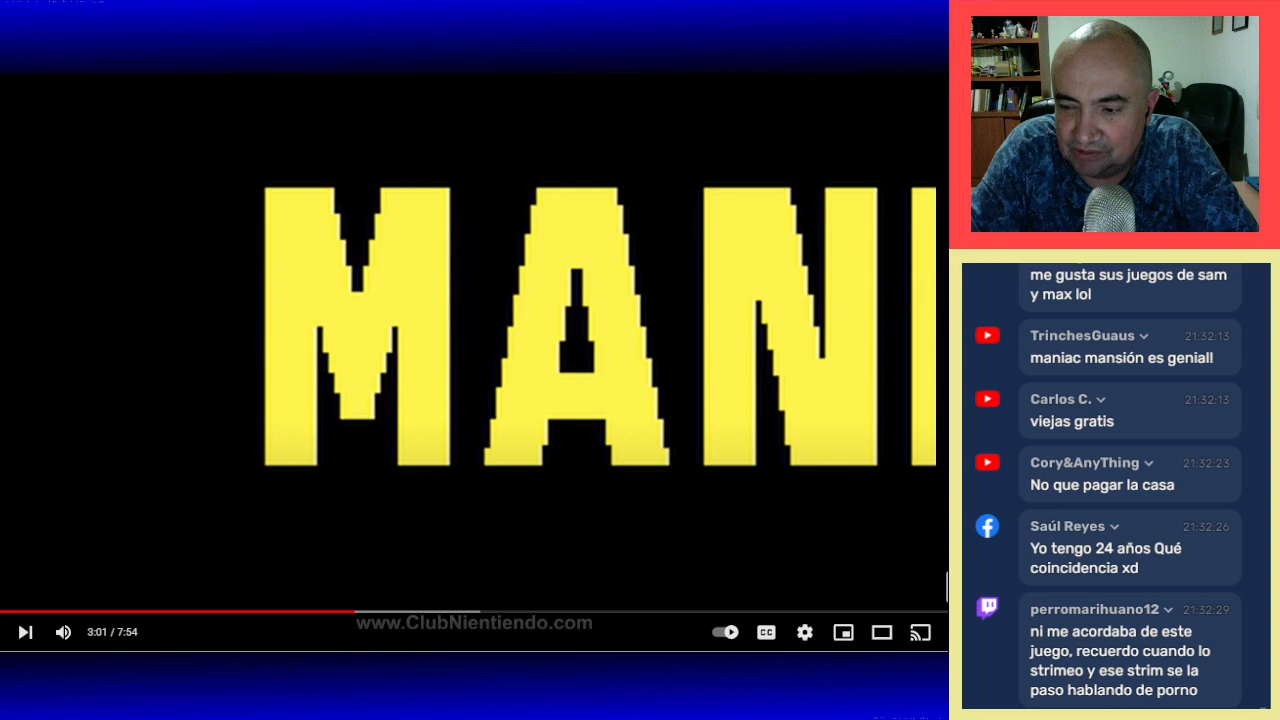 MANI
3:01 / 7:54
www.ClubNientiendo.com
CC
me gusta sus juegos de sam
y max lol
TrinchesGuaus 21:32:13
maniac mansión es genial!
Carlos C. 21:32:13
viejas gratis
Cory&AnyThing 21:32:23
No que pagar la casa
Saúl Reyes 21:32:26
Yo tengo 24 años Qué
coincidencia xd
perromarihuano12 21:32:29
ni me acordaba de este
juego, recuerdo cuando lo
strimeo y ese strim se la
paso hablando de porno